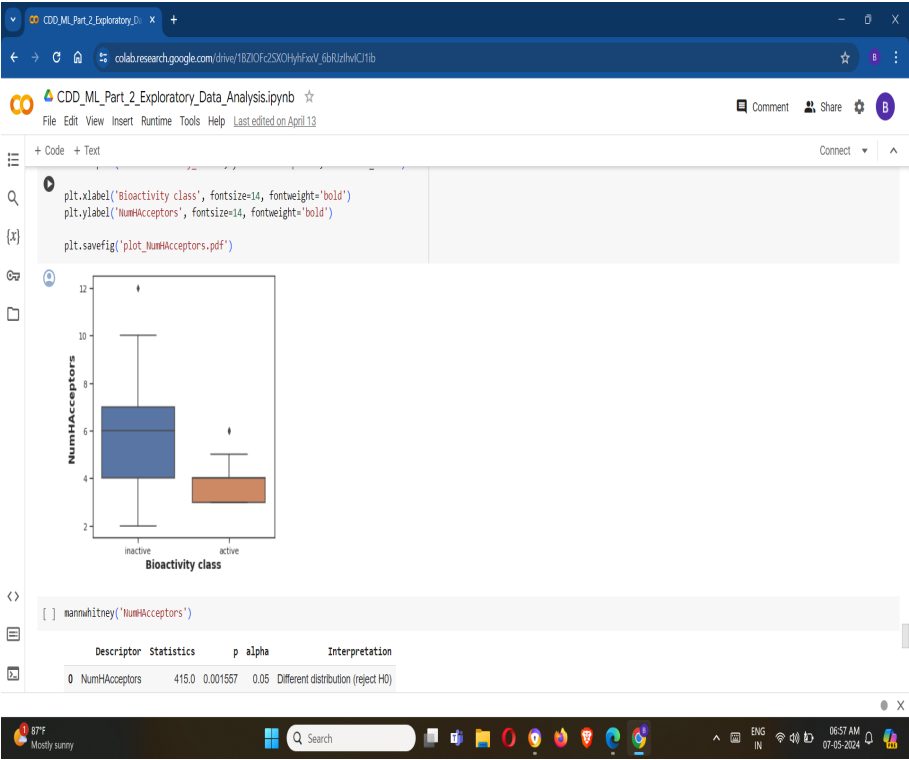 CDD_ML_Part_2_Exploratory_Da
colab.research.google.com/drive/1BZIOFc2SXOHyhFxxV_6bRJzIhvICJ1ib
B
CDD_ML_Part_2_Exploratory_Data_Analysis.ipynb
Comment Share B
File Edit View Insert Runtime Tools Help Last edited on April 13
+ Code + Text Connect
plt.xlabel('Bioactivity class', fontsize=14, fontweight='bold')
plt.ylabel('NumHAcceptors', fontsize=14, fontweight='bold')
{x}
plt.savefig('plot_NumHAcceptors.pdf')
12
10
8
6
4
2
NumHAcceptors
inactive active
Bioactivity class
[ ] mannwhitney('NumHAcceptors')
Descriptor Statistics p alpha Interpretation
0 NumHAcceptors 415.0 0.001557 0.05 Different distribution (reject H0)
1 87°F
Mostly sunny
Search
ENG
IN
06:57 AM
07-05-2024